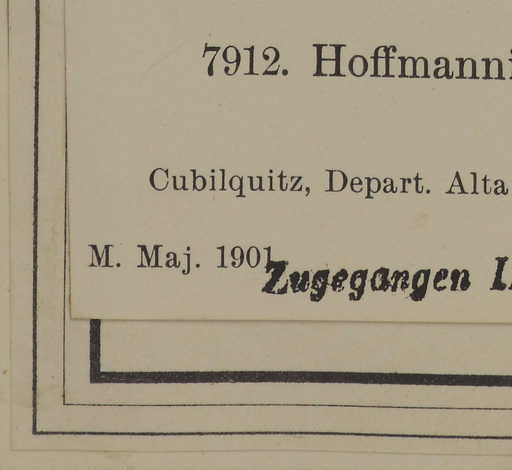 7912. Hoffmanni
Cubilquitz, Depart. Alta
M. Maj. 1901
Zugegangen